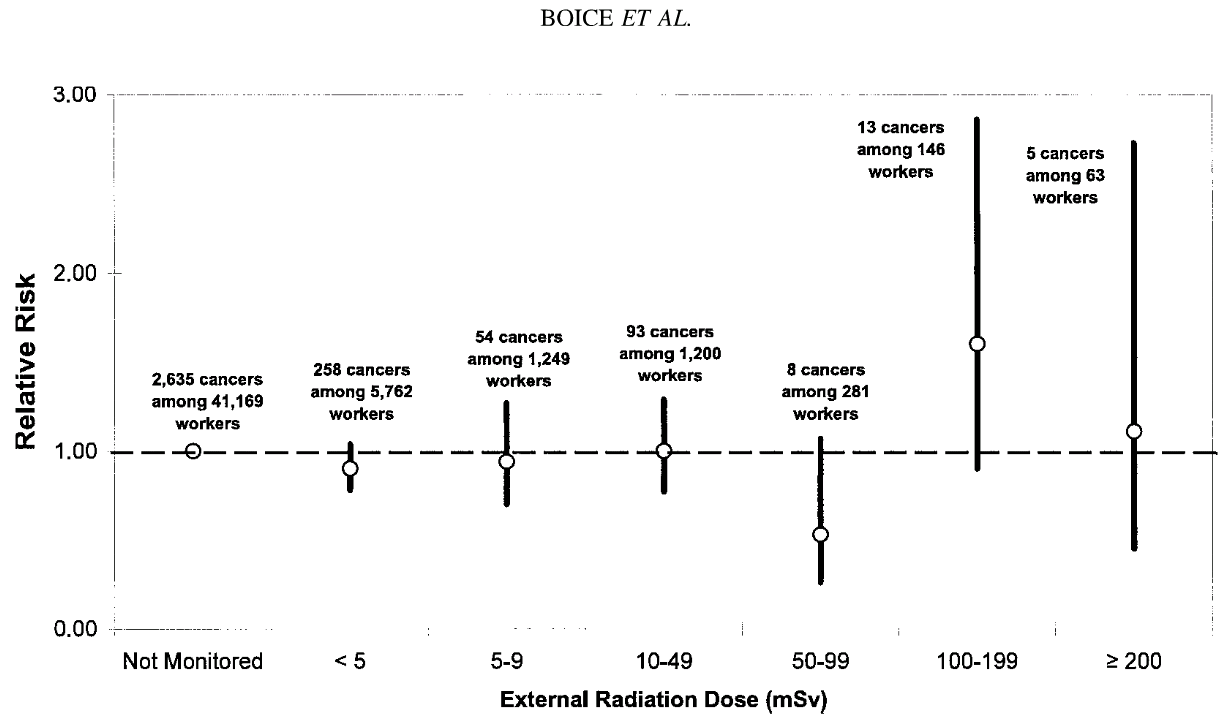 BOICE ET AL.
3.00
13 cancers
among 146
workers
5 cancers
among 63
workers
2.00
Relative Risk
54 cancers
among 1,249
workers
93 cancers
among 1,200
workers
2,635 cancers
among 41,169
workers
258 cancers
among 5,762
workers
8 cancers
among 281
workers
1.00
0.00
Not Monitored
< 5
5-9
10-49
50-99
100-199
≥ 200
External Radiation Dose (mSv)